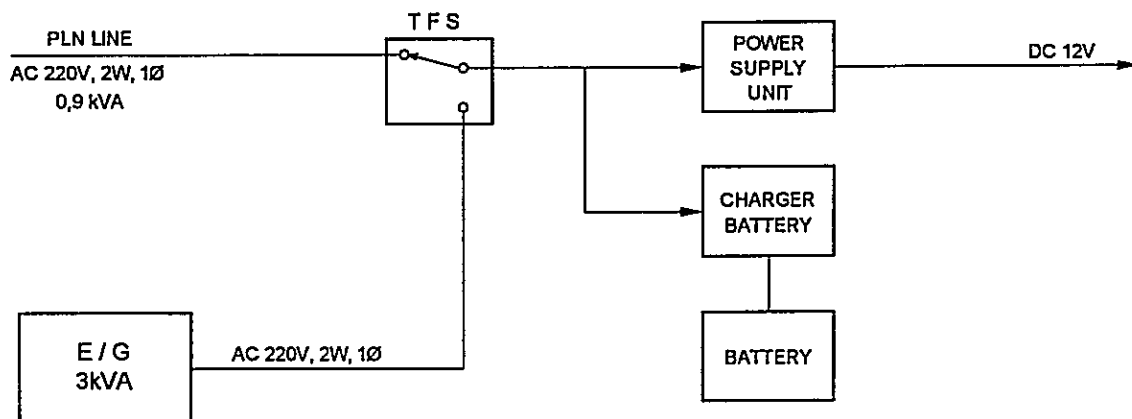 T F S
PLN LINE
AC 220V, 2W, 1Ø
0,9 kVA
POWER
SUPPLY
UNIT
DC 12V
CHARGER
BATTERY
BATTERY
E / G
3kVA
AC 220V, 2W, 1Ø